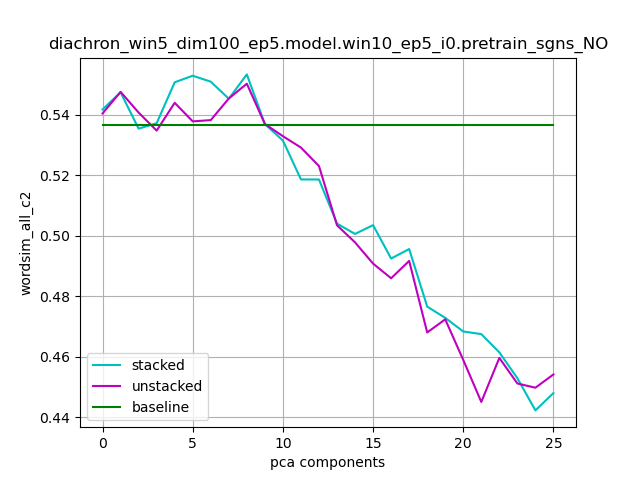 diachron_win5_dim100_ep5.model.win10_ep5_i0.pretrain_sgns_NO
wordsim_all_c2
0.54
0.52
0.50
0.48
0.46
0.44
stacked
unstacked
baseline
0 5 10 15 20 25
pca components